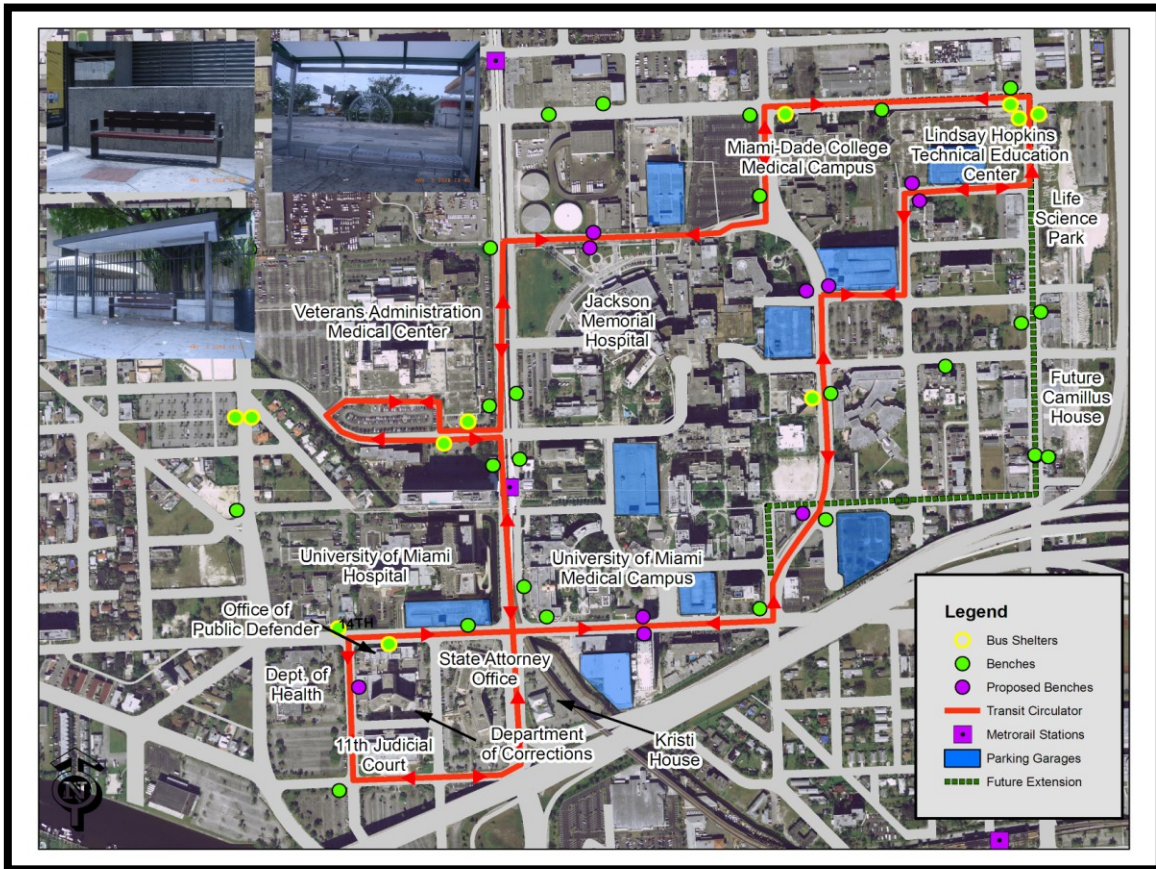 Miami-Dade College
Medical Campus
Lindsay Hopkins
Technical Education
Center
Life
Science
Park
Veterans Administration
Medical Center
Jackson
Memorial
Hospital
Future
Camillus
House
University of Miami
Hospital
University of Miami
Medical Campus
Office of
Public Defender
14TH
State Attorney
Office
Dept. of
Health
Department
of Corrections
Kristi
House
11th Judicial
Court
N
Legend
Bus Shelters
Benches
Proposed Benches
Transit Circulator
Metrorail Stations
Parking Garages
Future Extension